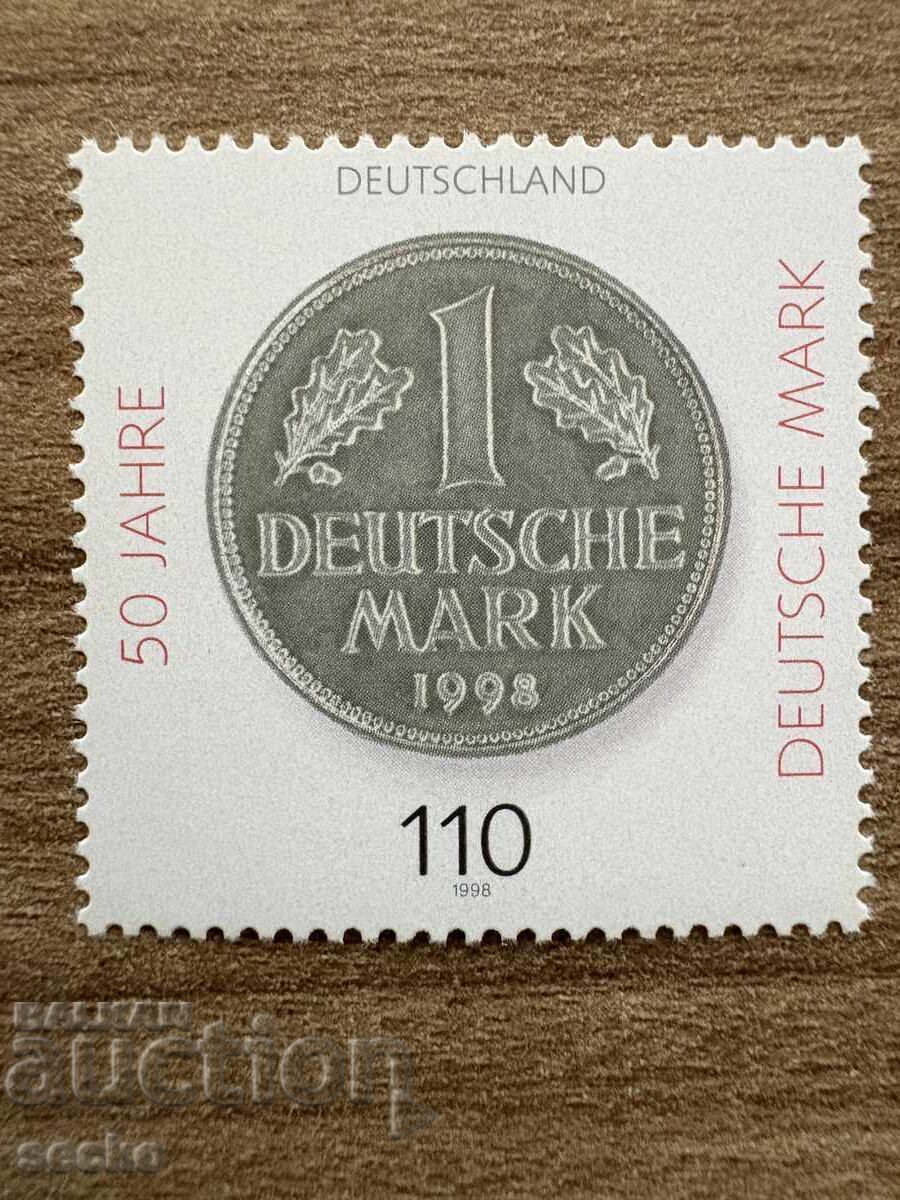 DEUTSCHLAND
50 JAHRE
DEUTSCHE MARK
1
DEUTSCHE
MARK
1998
110
1998
BALKAN
auction
secko